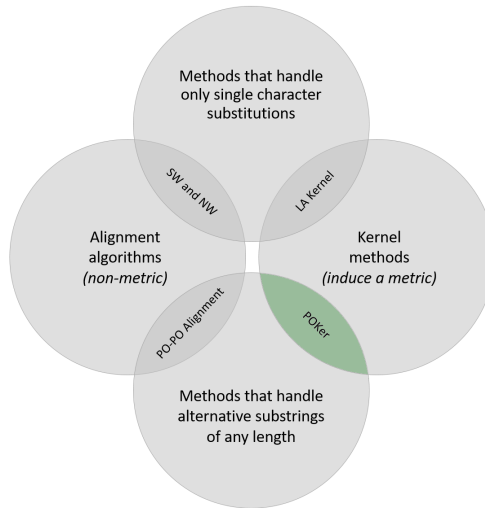 Methods that handle
only single character
substitutions
SW and NW
LA Kernel
Alignment
algorithms
(non-metric)
Kernel
methods
(induce a metric)
PO-PO Alignment
POKer
Methods that handle
alternative substrings
of any length